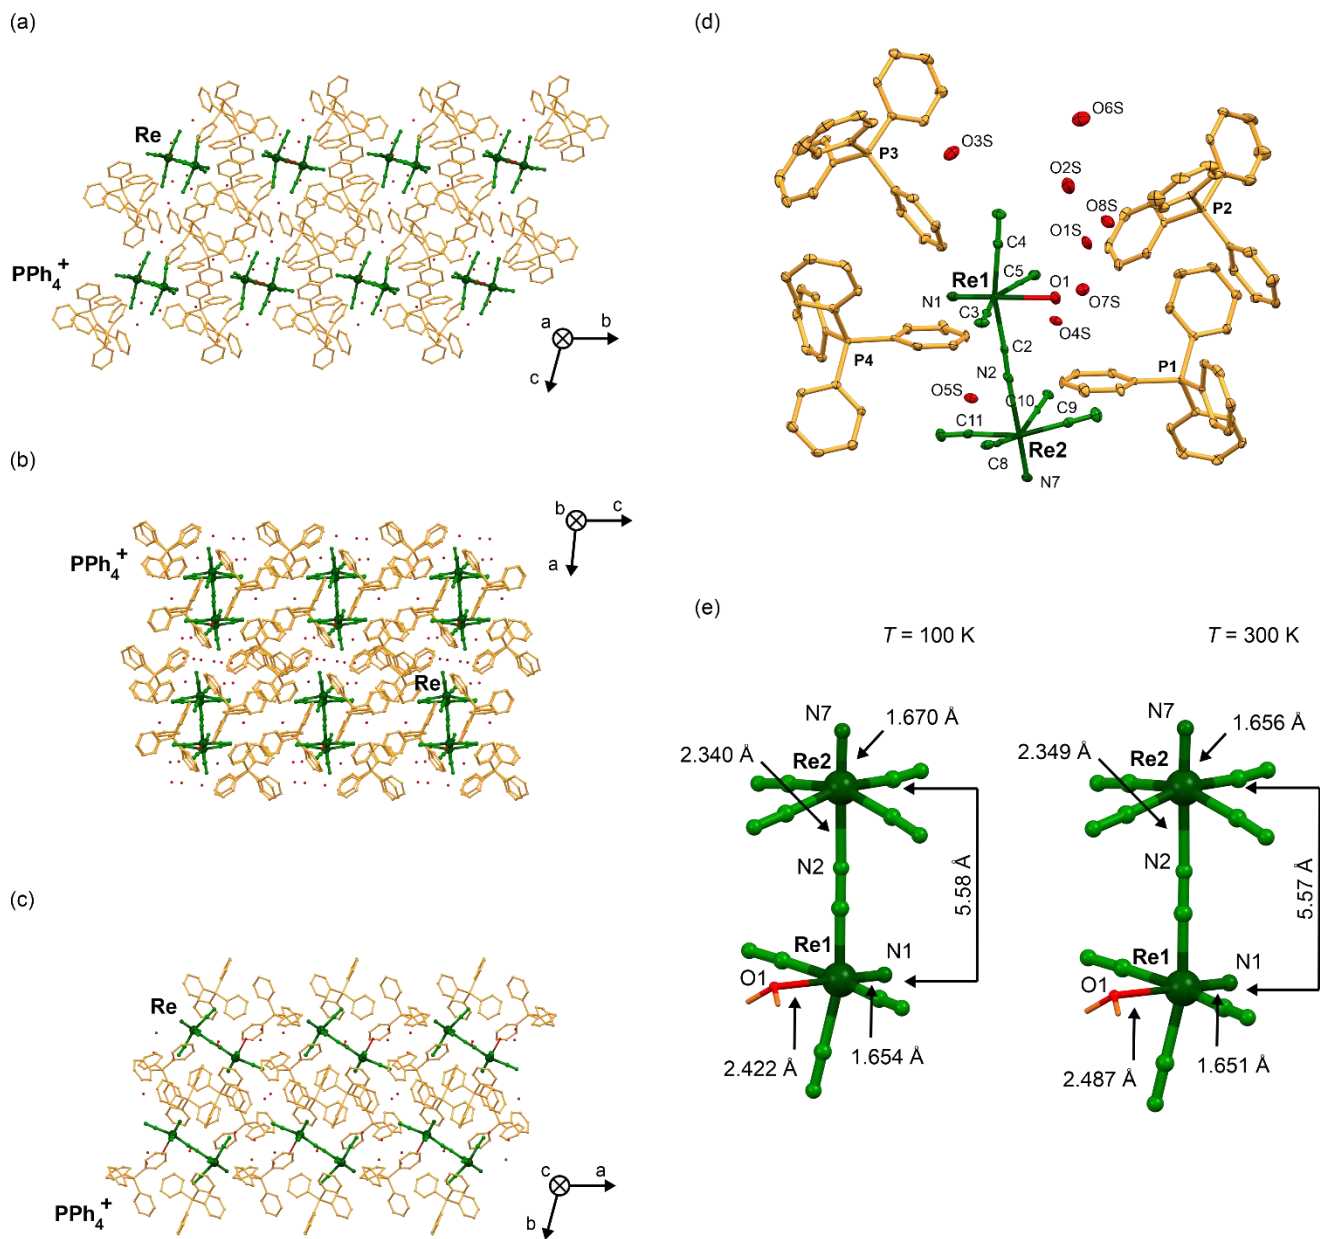 (a)
Re
PPh4+
a
b
c
(b)
PPh4+
b
c
a
Re
(c)
Re
PPh4+
c
a
b
(d)
O6S
O3S
P3
O2S
O8S
P2
O1S
C4
C5
Re1
O1
N1
O7S
C3
O4S
C2
P4
P1
N2
O5S
C10
C9
C11
Re2
C8
N7
(e)
T = 100 K
T = 300 K
N7
1.670 Å
2.340 Å
Re2
N2
5.58 Å
Re1
N1
O1
2.422 Å
1.654 Å
N7
1.656 Å
2.349 Å
Re2
N2
5.57 Å
Re1
N1
O1
2.487 Å
1.651 Å